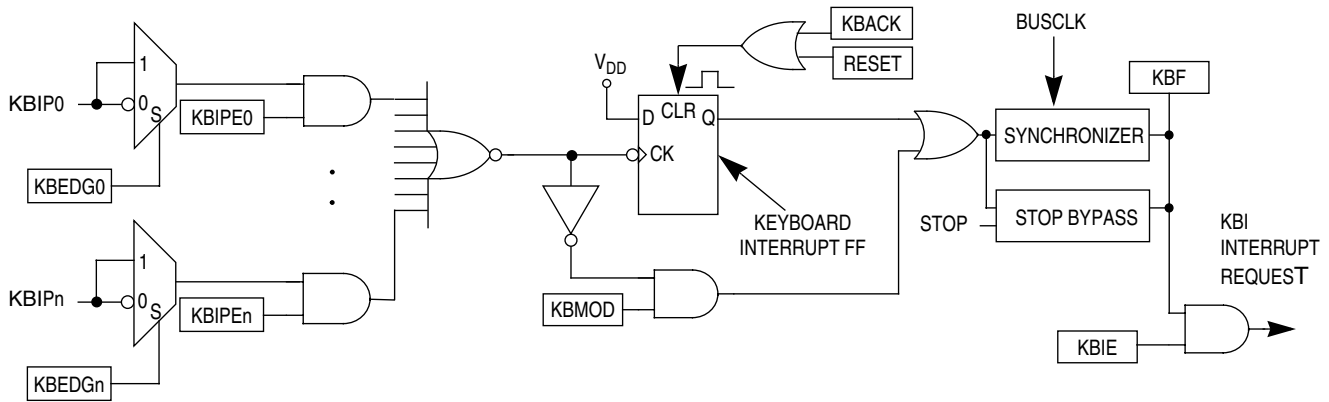 KBACK
RESET
BUSCLK
KBF
VDD
KBIP0
1
0
S
KBIPE0
KBEDG0
D CLR Q
CK
SYNCHRONIZER
STOP BYPASS
STOP
KEYBOARD
INTERRUPT FF
KBI
INTERRUPT
REQUEST
KBIPn
1
0
S
KBIPEn
KBEDGn
KBMOD
KBIE